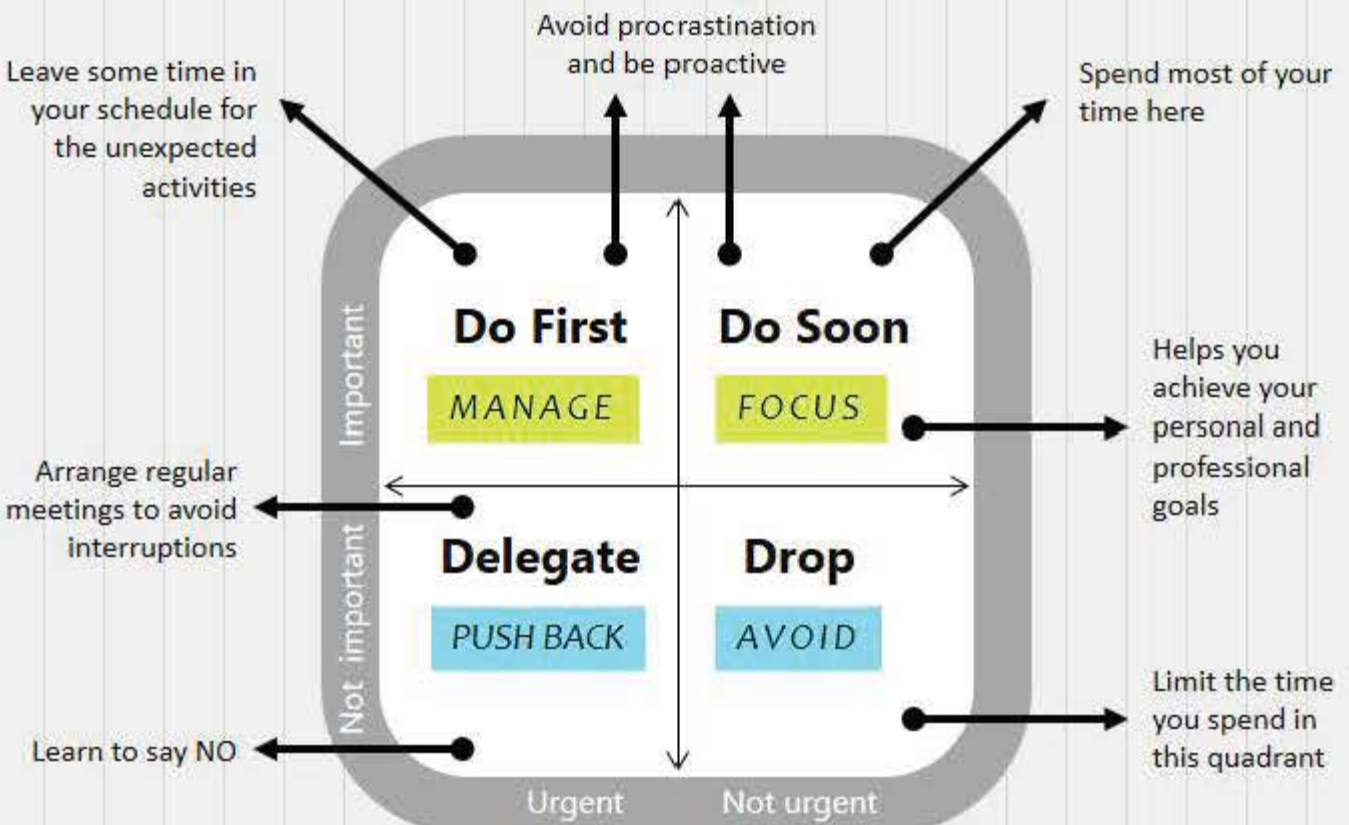 Avoid procrastination
and be proactive
Leave some time in
your schedule for
the unexpected
activities
Spend most of your
time here
Important
Do First
Do Soon
MANAGE
FOCUS
Helps you
achieve your
personal and
professional
goals
Arrange regular
meetings to avoid
interruptions
Not important
Delegate
Drop
PUSH BACK
AVOID
Learn to say NO
Limit the time
you spend in
this quadrant
Urgent
Not urgent